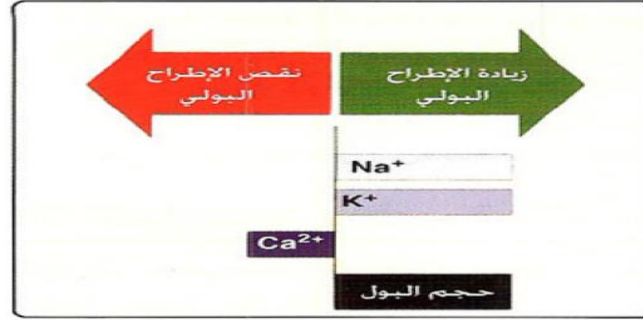 زيادة الإطراح
البولي
نقص الإطراح
البولي
Na⁺
K⁺
Ca²⁺
حجم البول